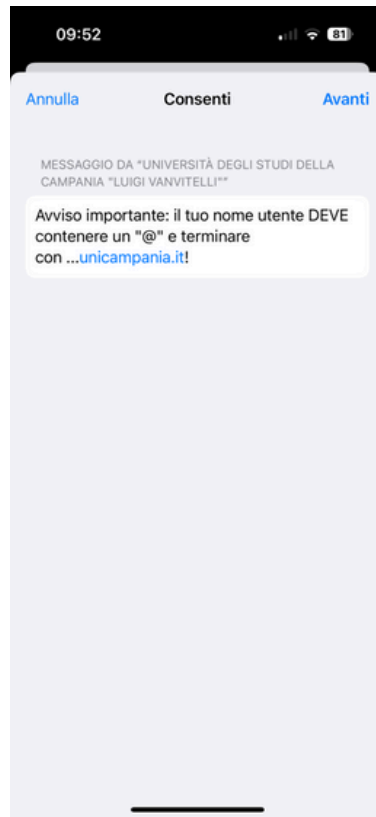 09:52
81
Annulla Consenti Avanti
MESSAGGIO DA "UNIVERSITÀ DEGLI STUDI DELLA
CAMPANIA "LUIGI VANVITELLI""
Avviso importante: il tuo nome utente DEVE
contenere un "@" e terminare
con ...unicampania.it!